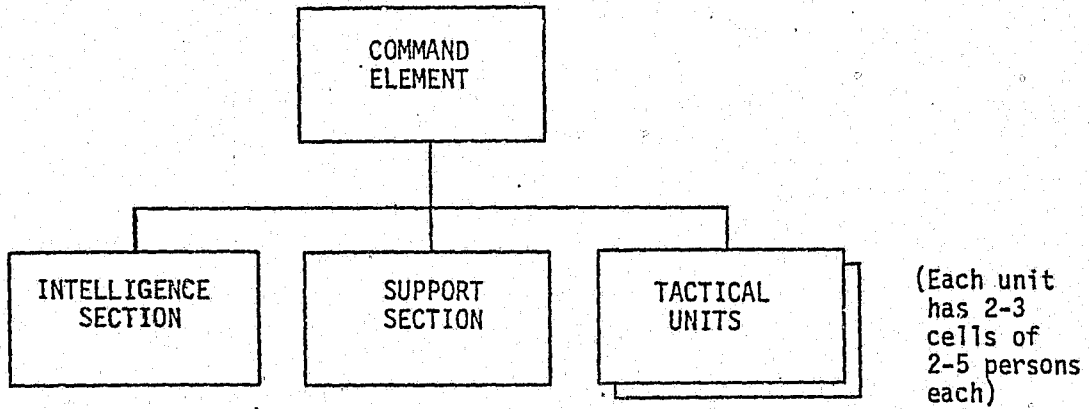 COMMAND
ELEMENT
INTELLIGENCE
SECTION
SUPPORT
SECTION
TACTICAL
UNITS
(Each unit
has 2-3
cells of
2-5 persons
each)